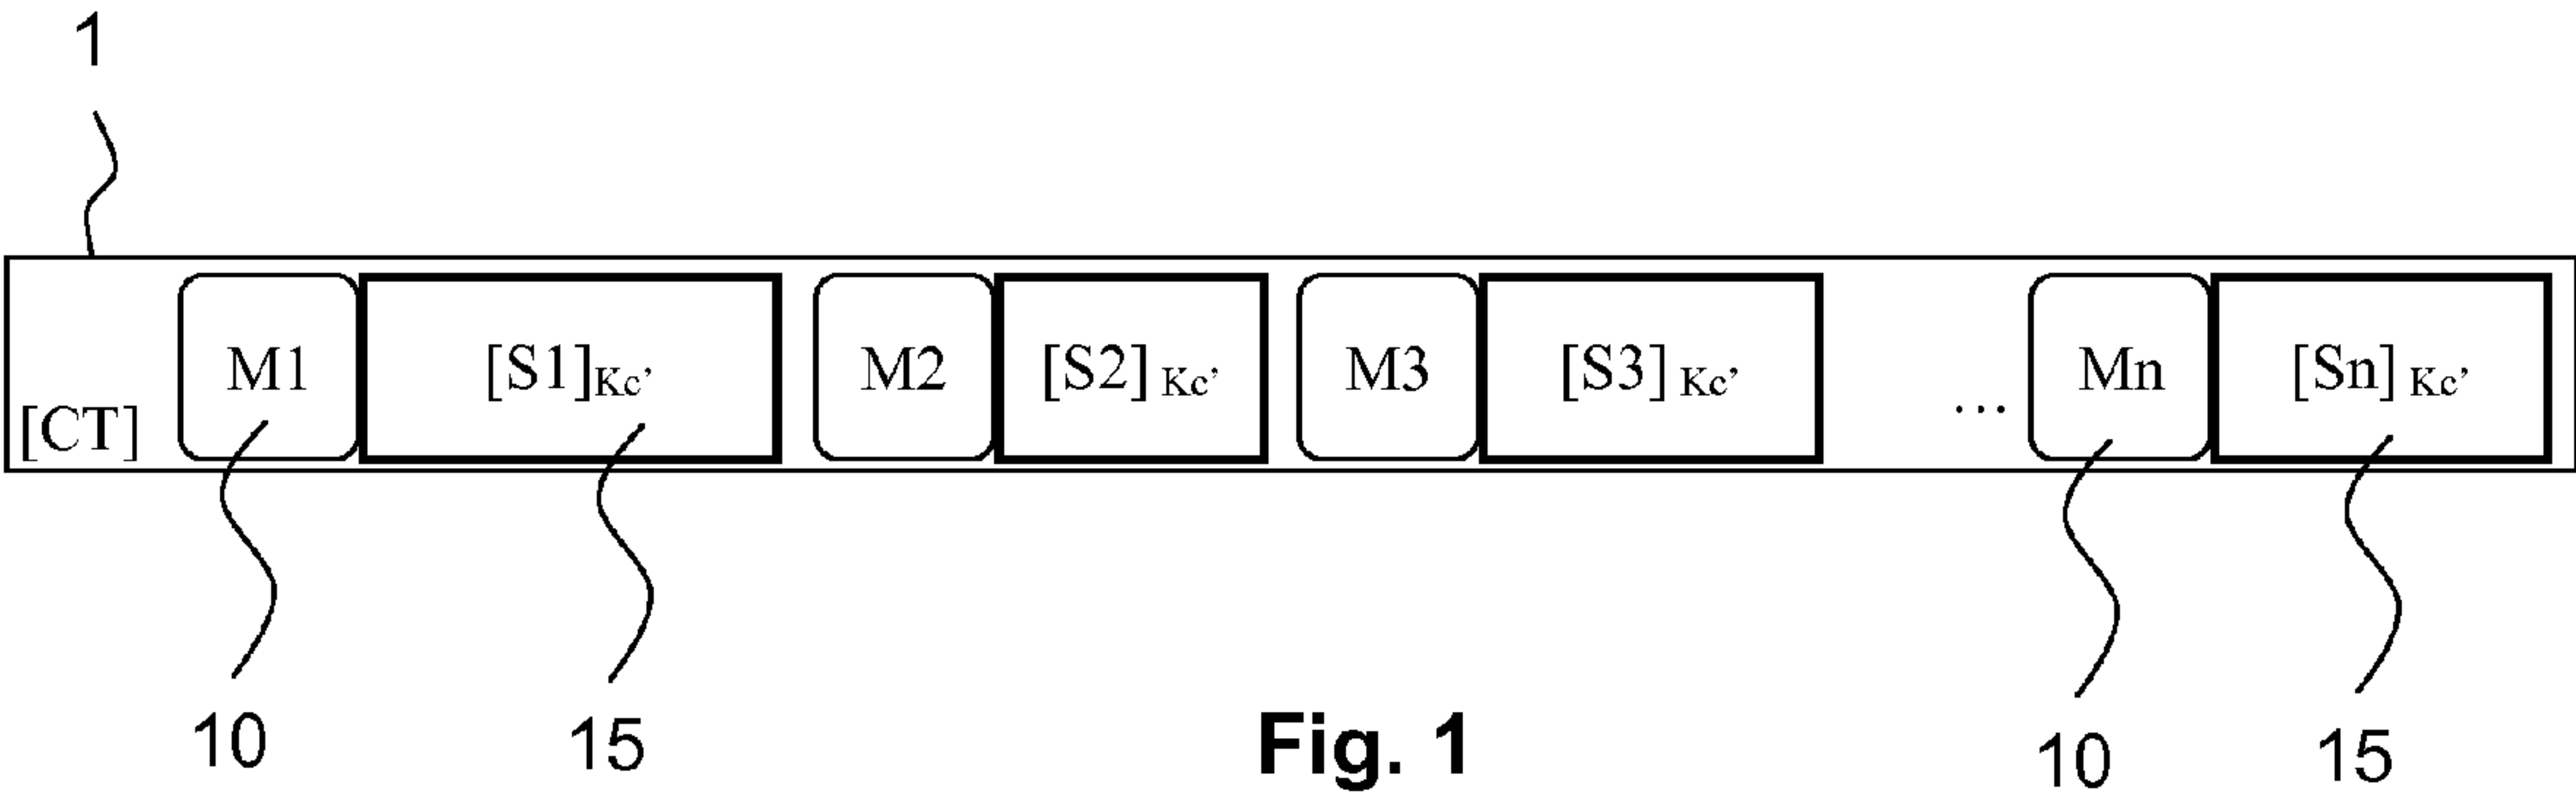 1
[CT] M1 [S1]Kc’ M2 [S2] Kc’ M3 [S3] Kc’ ... Mn [Sn] Kc’
10 15 Fig. 1 10 15